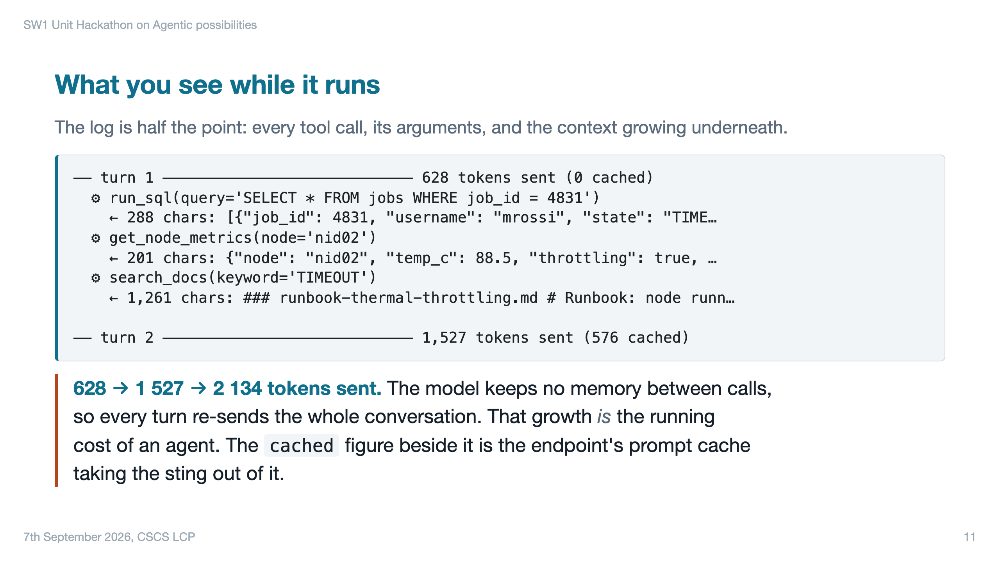 SW1 Unit Hackathon on Agentic possibilities
What you see while it runs
The log is half the point: every tool call, its arguments, and the context growing underneath.
── turn 1 ──────────────────────────── 628 tokens sent (0 cached)
  ⚙ run_sql(query='SELECT * FROM jobs WHERE job_id = 4831')
    ← 288 chars: [{"job_id": 4831, "username": "mrossi", "state": "TIME…
  ⚙ get_node_metrics(node='nid02')
    ← 201 chars: {"node": "nid02", "temp_c": 88.5, "throttling": true, …
  ⚙ search_docs(keyword='TIMEOUT')
    ← 1,261 chars: ### runbook-thermal-throttling.md # Runbook: node runn…
── turn 2 ──────────────────────────── 1,527 tokens sent (576 cached)
628 → 1 527 → 2 134 tokens sent. The model keeps no memory between calls,
so every turn re-sends the whole conversation. That growth is the running
cost of an agent. The cached figure beside it is the endpoint's prompt cache
taking the sting out of it.
7th September 2026, CSCS LCP
11